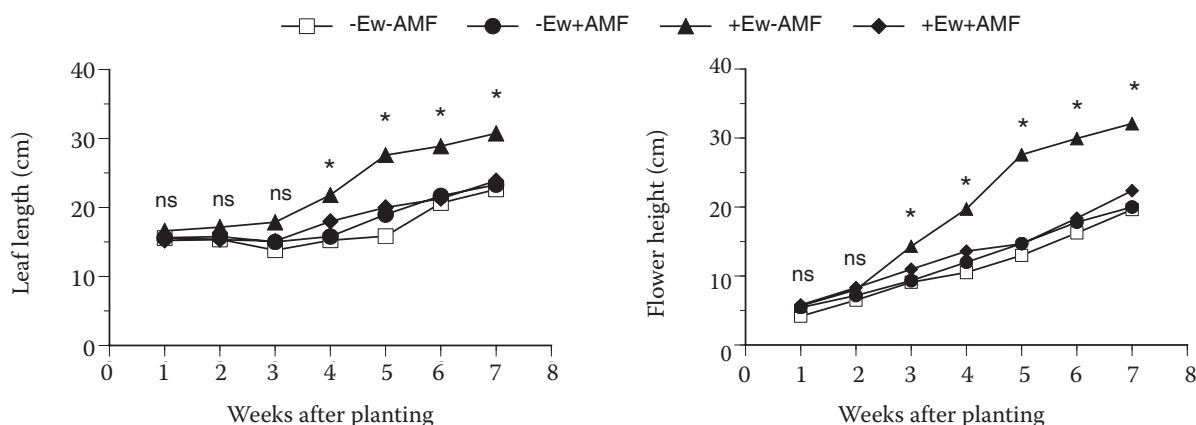 -Ew-AMF -Ew+AMF +Ew-AMF +Ew+AMF
Leaf length (cm)
40
30
20
10
0
ns ns ns * * * *
0 1 2 3 4 5 6 7 8
Weeks after planting
Flower height (cm)
40
30
20
10
0
ns ns * * * * *
0 1 2 3 4 5 6 7 8
Weeks after planting